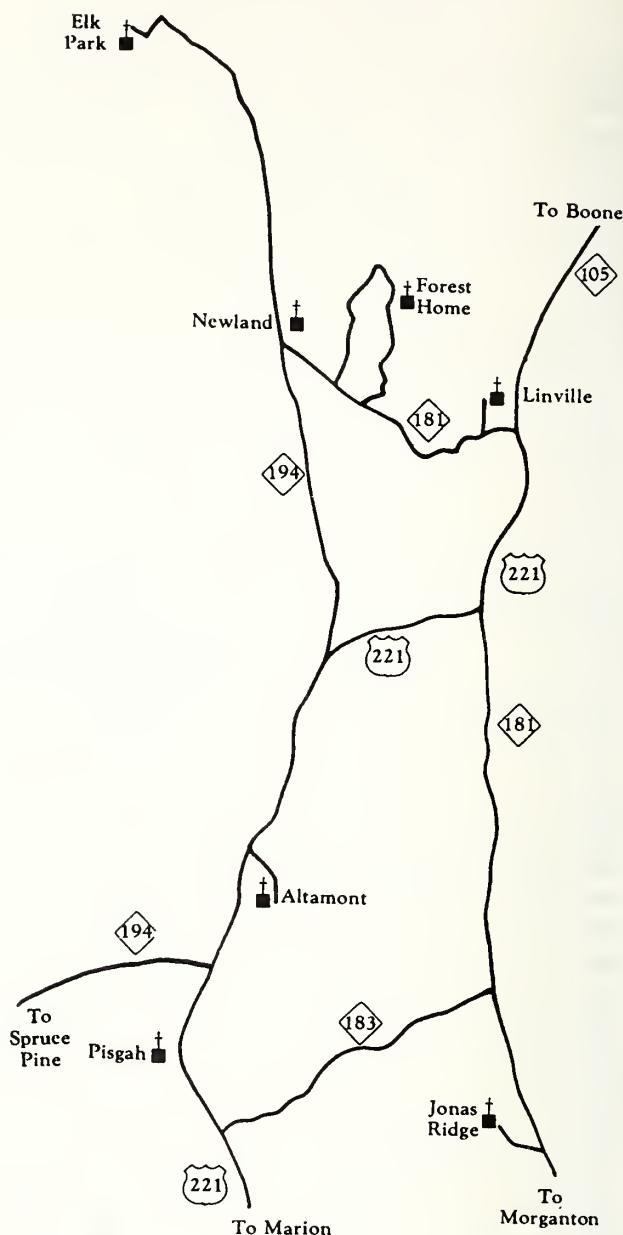 Elk
Park
To Boone
105
Forest
Home
Newland
Linville
181
194
221
221
181
Altamont
194
To
Spruce
Pine
183
Pisgah
Jonas
Ridge
221
To
Morganton
To Marion